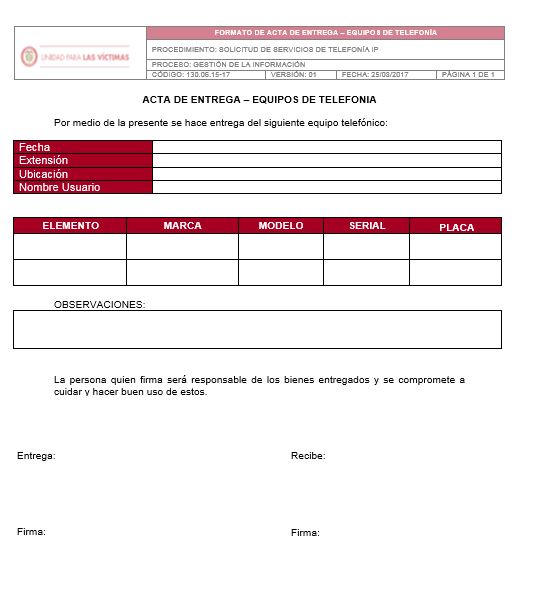 FORMATO DE ACTA DE ENTREGA – EQUIPOS DE TELEFONÍA
UNIDAD PARA LAS VÍCTIMAS
PROCEDIMIENTO: SOLICITUD DE SERVICIOS DE TELEFONÍA IP
PROCESO: GESTIÓN DE LA INFORMACIÓN
CÓDIGO: 130.06.15-17 VERSIÓN: 01 FECHA: 25/08/2017 PÁGINA 1 DE 1
ACTA DE ENTREGA – EQUIPOS DE TELEFONIA
Por medio de la presente se hace entrega del siguiente equipo telefónico:
Fecha
Extensión
Ubicación
Nombre Usuario
ELEMENTO MARCA MODELO SERIAL PLACA
OBSERVACIONES:
La persona quien firma será responsable de los bienes entregados y se compromete a
cuidar y hacer buen uso de estos.
Entrega: Recibe:
Firma: Firma: